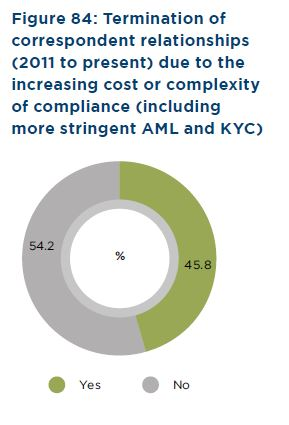 Figure 84: Termination of
correspondent relationships
(2011 to present) due to the
increasing cost or complexity
of compliance (including
more stringent AML and KYC)
54.2
%
45.8
Yes
No